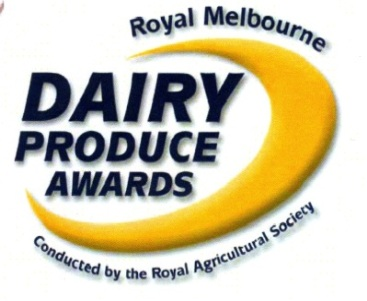 Royal Melbourne
DAIRY
PRODUCE
AWARDS
Conducted by the Royal Agricultural Society